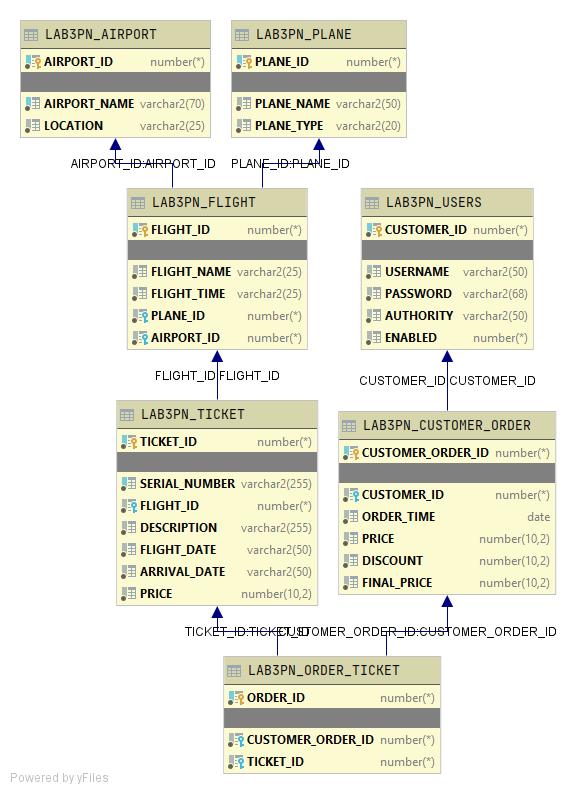 LAB3PN_AIRPORT
AIRPORT_ID number(*)
AIRPORT_NAME varchar2(70)
LOCATION varchar2(25)
LAB3PN_PLANE
PLANE_ID number(*)
PLANE_NAME varchar2(50)
PLANE_TYPE varchar2(20)
AIRPORT_ID:AIRPORT_ID
PLANE_ID:PLANE_ID
LAB3PN_FLIGHT
FLIGHT_ID number(*)
FLIGHT_NAME varchar2(25)
FLIGHT_TIME varchar2(25)
PLANE_ID number(*)
AIRPORT_ID number(*)
LAB3PN_USERS
CUSTOMER_ID number(*)
USERNAME varchar2(50)
PASSWORD varchar2(68)
AUTHORITY varchar2(50)
ENABLED number(*)
FLIGHT_ID:FLIGHT_ID
CUSTOMER_ID:CUSTOMER_ID
LAB3PN_TICKET
TICKET_ID number(*)
SERIAL_NUMBER varchar2(255)
FLIGHT_ID number(*)
DESCRIPTION varchar2(255)
FLIGHT_DATE varchar2(50)
ARRIVAL_DATE varchar2(50)
PRICE number(10,2)
LAB3PN_CUSTOMER_ORDER
CUSTOMER_ORDER_ID number(*)
CUSTOMER_ID number(*)
ORDER_TIME date
PRICE number(10,2)
DISCOUNT number(10,2)
FINAL_PRICE number(10,2)
TICKET_ID:TICKET_ID
CUSTOMER_ORDER_ID:CUSTOMER_ORDER_ID
LAB3PN_ORDER_TICKET
ORDER_ID number(*)
CUSTOMER_ORDER_ID number(*)
TICKET_ID number(*)
Powered by yFiles